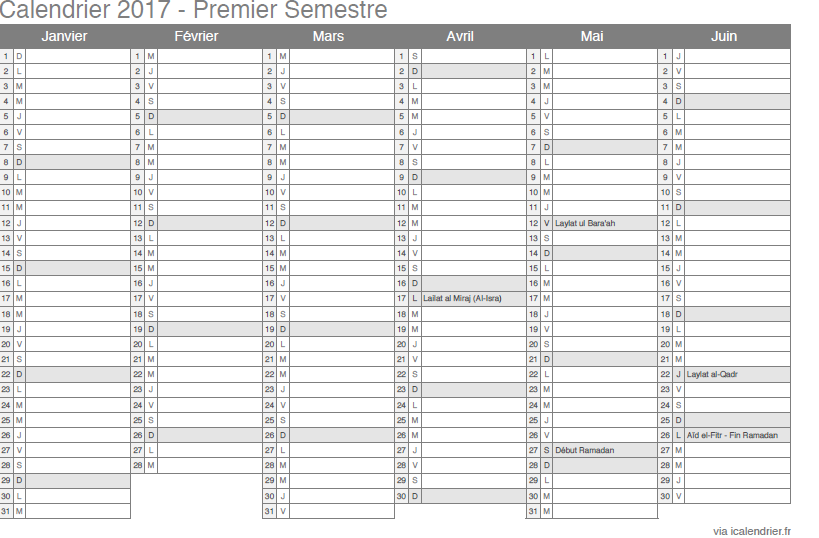 Calendrier 2017 - Premier Semestre
Janvier Février Mars Avril Mai Juin
1 D 1 M 1 M 1 S 1 L 1 J
2 L 2 J 2 J 2 D 2 M 2 V
3 M 3 V 3 V 3 L 3 M 3 S
4 M 4 S 4 S 4 M 4 J 4 D
5 J 5 D 5 D 5 M 5 V 5 L
6 V 6 L 6 L 6 J 6 S 6 M
7 S 7 M 7 M 7 V 7 D 7 M
8 D 8 M 8 M 8 S 8 L 8 J
9 L 9 J 9 J 9 D 9 M 9 V
10 M 10 V 10 V 10 L 10 M 10 S
11 M 11 S 11 S 11 M 11 J 11 D
12 J 12 D 12 D 12 M 12 V Laylat ul Bara'ah 12 L
13 V 13 L 13 L 13 J 13 S 13 M
14 S 14 M 14 M 14 V 14 D 14 M
15 D 15 M 15 M 15 S 15 L 15 J
16 L 16 J 16 J 16 D 16 M 16 V
17 M 17 V 17 V 17 L Lailat al Miraj (Al-Isra) 17 M 17 S
18 M 18 S 18 S 18 M 18 J 18 D
19 J 19 D 19 D 19 M 19 V 19 L
20 V 20 L 20 L 20 J 20 S 20 M
21 S 21 M 21 M 21 V 21 D 21 M
22 D 22 M 22 M 22 S 22 L 22 J Laylat al-Qadr
23 L 23 J 23 J 23 D 23 M 23 V
24 M 24 V 24 V 24 L 24 M 24 S
25 M 25 S 25 S 25 M 25 J 25 D
26 J 26 D 26 D 26 M 26 V 26 L Aïd el-Fitr - Fin Ramadan
27 V 27 L 27 L 27 J 27 S Début Ramadan 27 M
28 S 28 M 28 M 28 V 28 D 28 M
29 D 29 M 29 S 29 L 29 J
30 L 30 J 30 D 30 M 30 V
31 M 31 V 31 M
via icalendrier.fr